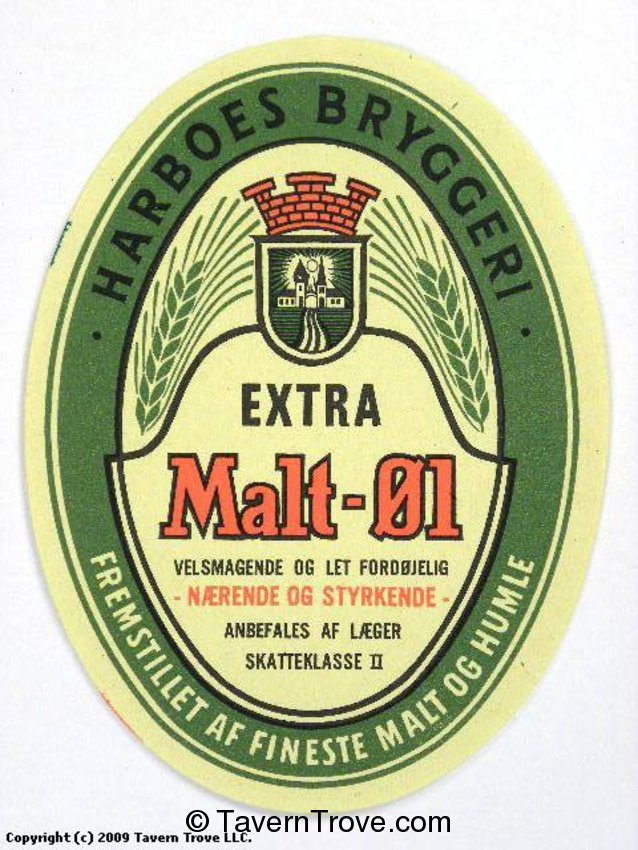 · HARBOES BRYGGERI ·
EXTRA
Malt-Øl
VELSMAGENDE OG LET FORDØJELIG
- NÆRENDE OG STYRKENDE -
ANBEFALES AF LÆGER
SKATTEKLASSE II
FREMSTILLET AF FINESTE MALT OG HUMLE
© TavernTrove.com
Copyright (c) 2009 Tavern Trove LLC.